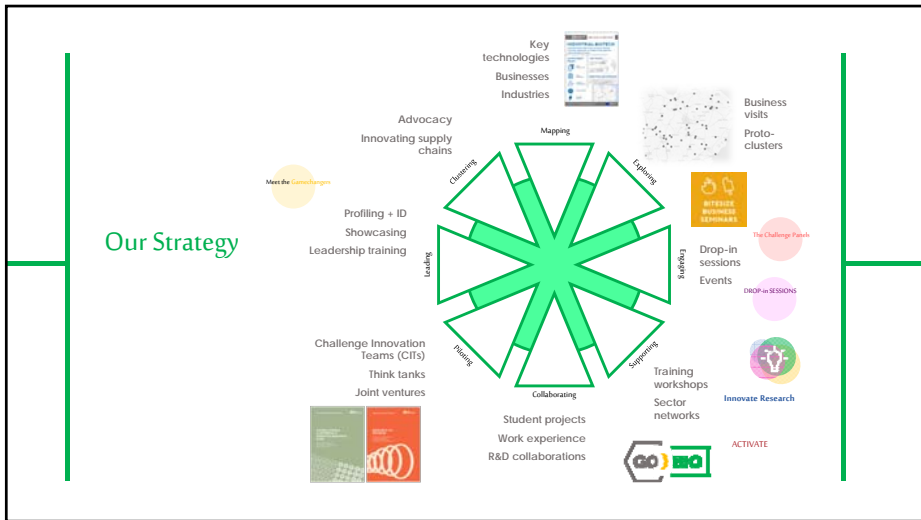 Our Strategy
Key
technologies
Businesses
Industries
INDUSTRIAL BIOTECH
Mapping
Business
visits
Proto-
clusters
Exploring
BITESIZE
BUSINESS
SEMINARS
The Challenge Panels
Drop-in
sessions
Events
DROP-in SESSIONS
Engaging
Training
workshops
Sector
networks
Innovate Research
ACTIVATE
GO BIO
Supporting
Student projects
Work experience
R&D collaborations
Collaborating
Challenge Innovation
Teams (CITs)
Think tanks
Joint ventures
Piloting
Profiling + ID
Showcasing
Leadership training
Leading
Meet the Gamechangers
Advocacy
Innovating supply
chains
Clustering